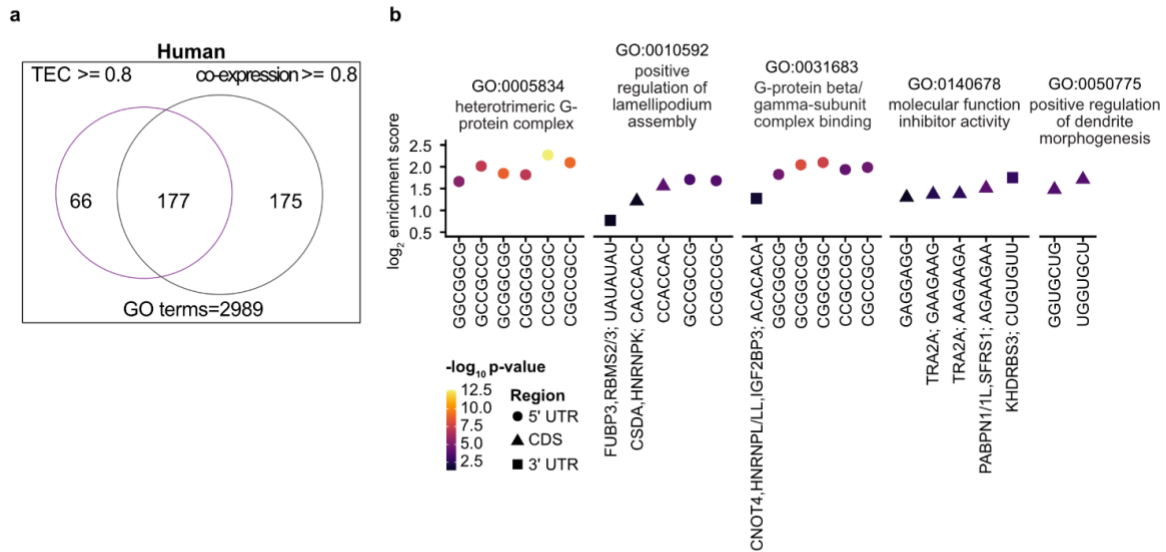 a
Human
TEC >= 0.8
co-expression >= 0.8
66
177
175
GO terms=2989
b
GO:0005834
heterotrimeric G-
protein complex
GO:0010592
positive
regulation of
lamellipodium
assembly
GO:0031683
G-protein beta/
gamma-subunit
complex binding
GO:0140678
molecular function
inhibitor activity
GO:0050775
positive regulation
of dendrite
morphogenesis
log2 enrichment score
2.5
2.0
1.5
1.0
0.5
GGCGGCG
GCCGCCG
GCGGCGG
CGGCGGC
CCGCCGC
CGCCGCC
FUBP3,RBMS2/3; UAUAUAU
CSDA,HNRNPK; CACCACC
CCACCAC
GCCGCCG
CCGCCGC
CNOT4,HNRNPL/LL,IGF2BP3; ACACACA
GGCGGCG
GCGGCGG
CGGCGGC
CCGCCGC
CGCCGCC
GAGGAGG
TRA2A; GAAGAAG
TRA2A; AAGAAGA
PABPN1/1L,SFRS1; AGAAGAA
KHDRBS3; CUGUGUU
GGUGCUG
UGGUGCU
-log10 p-value
12.5
10.0
7.5
5.0
2.5
Region
5' UTR
CDS
3' UTR